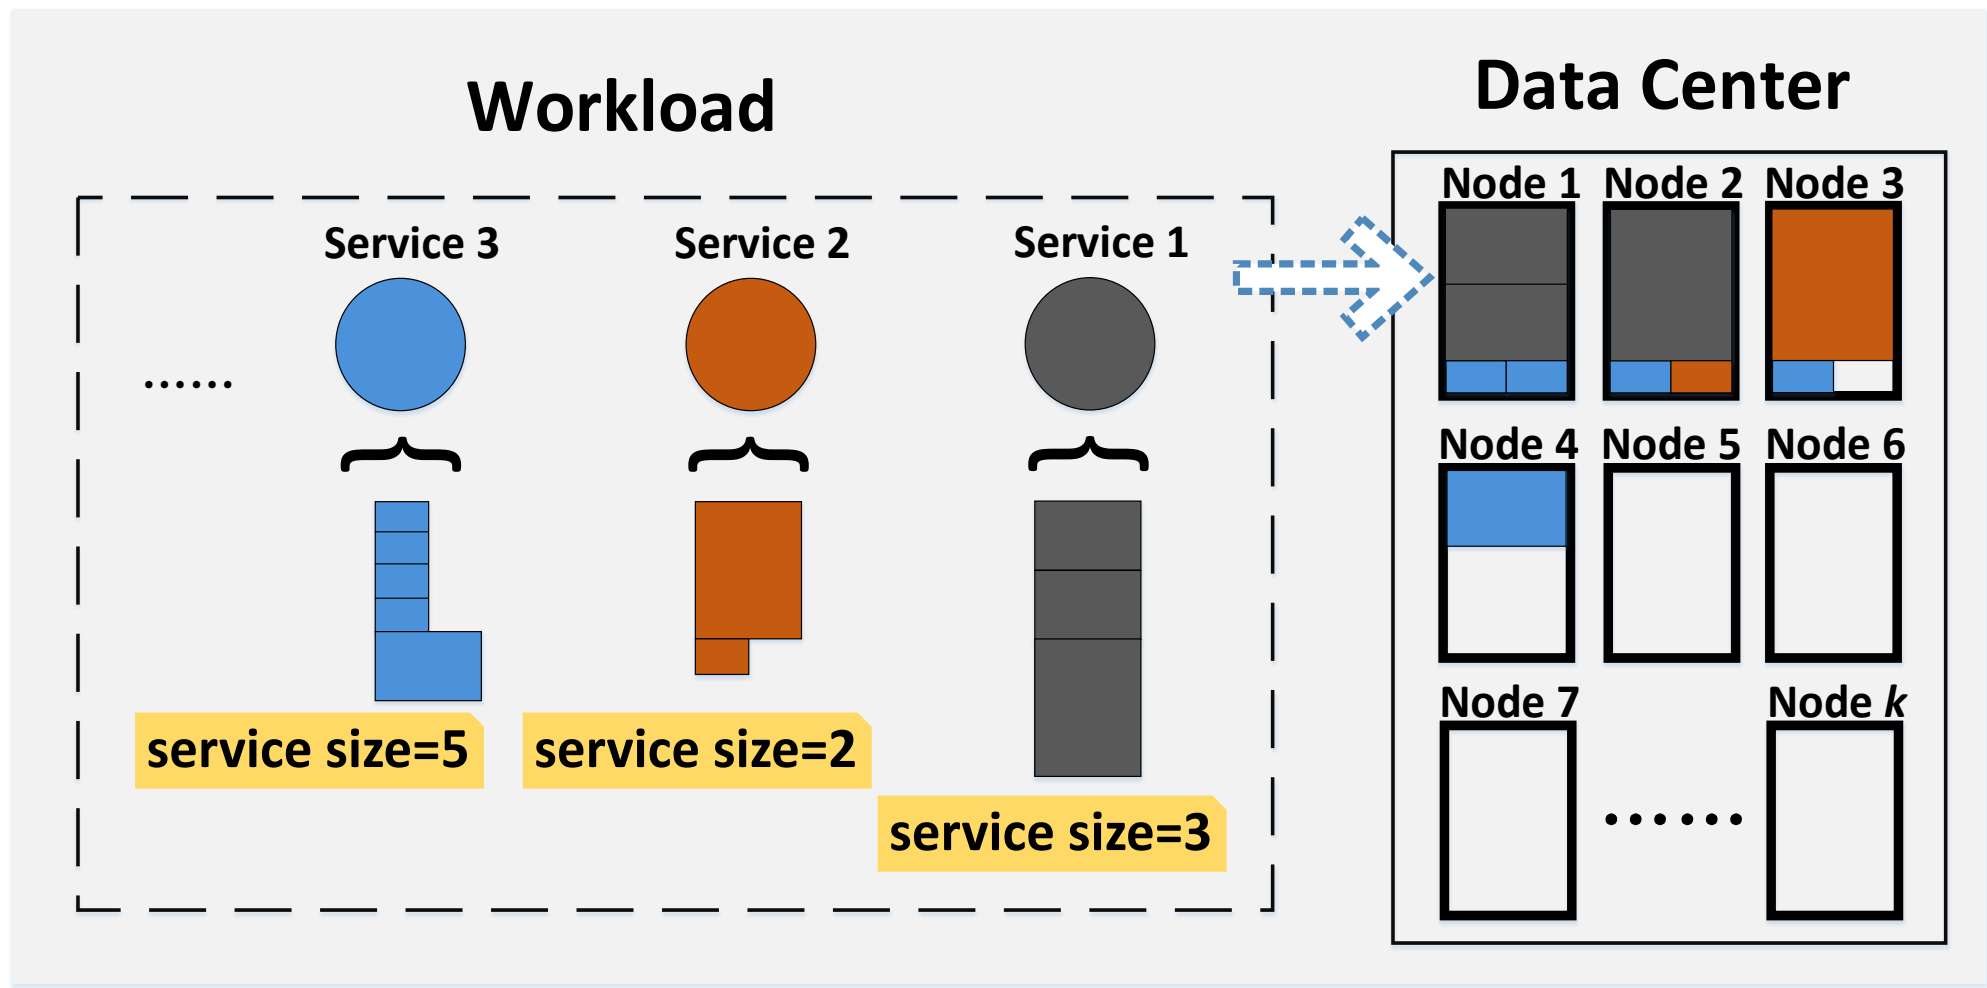 Workload
Service 3
Service 2
Service 1
......
service size=5
service size=2
service size=3
Data Center
Node 1
Node 2
Node 3
Node 4
Node 5
Node 6
Node 7
......
Node k